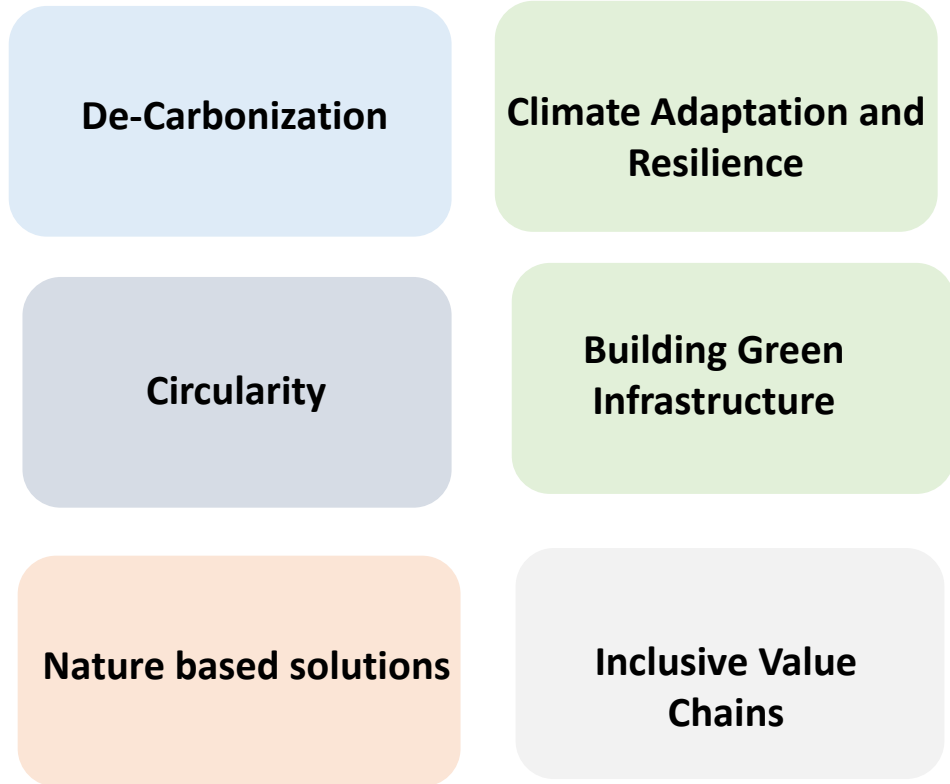 De-Carbonization
Climate Adaptation and
Resilience
Circularity
Building Green
Infrastructure
Nature based solutions
Inclusive Value
Chains